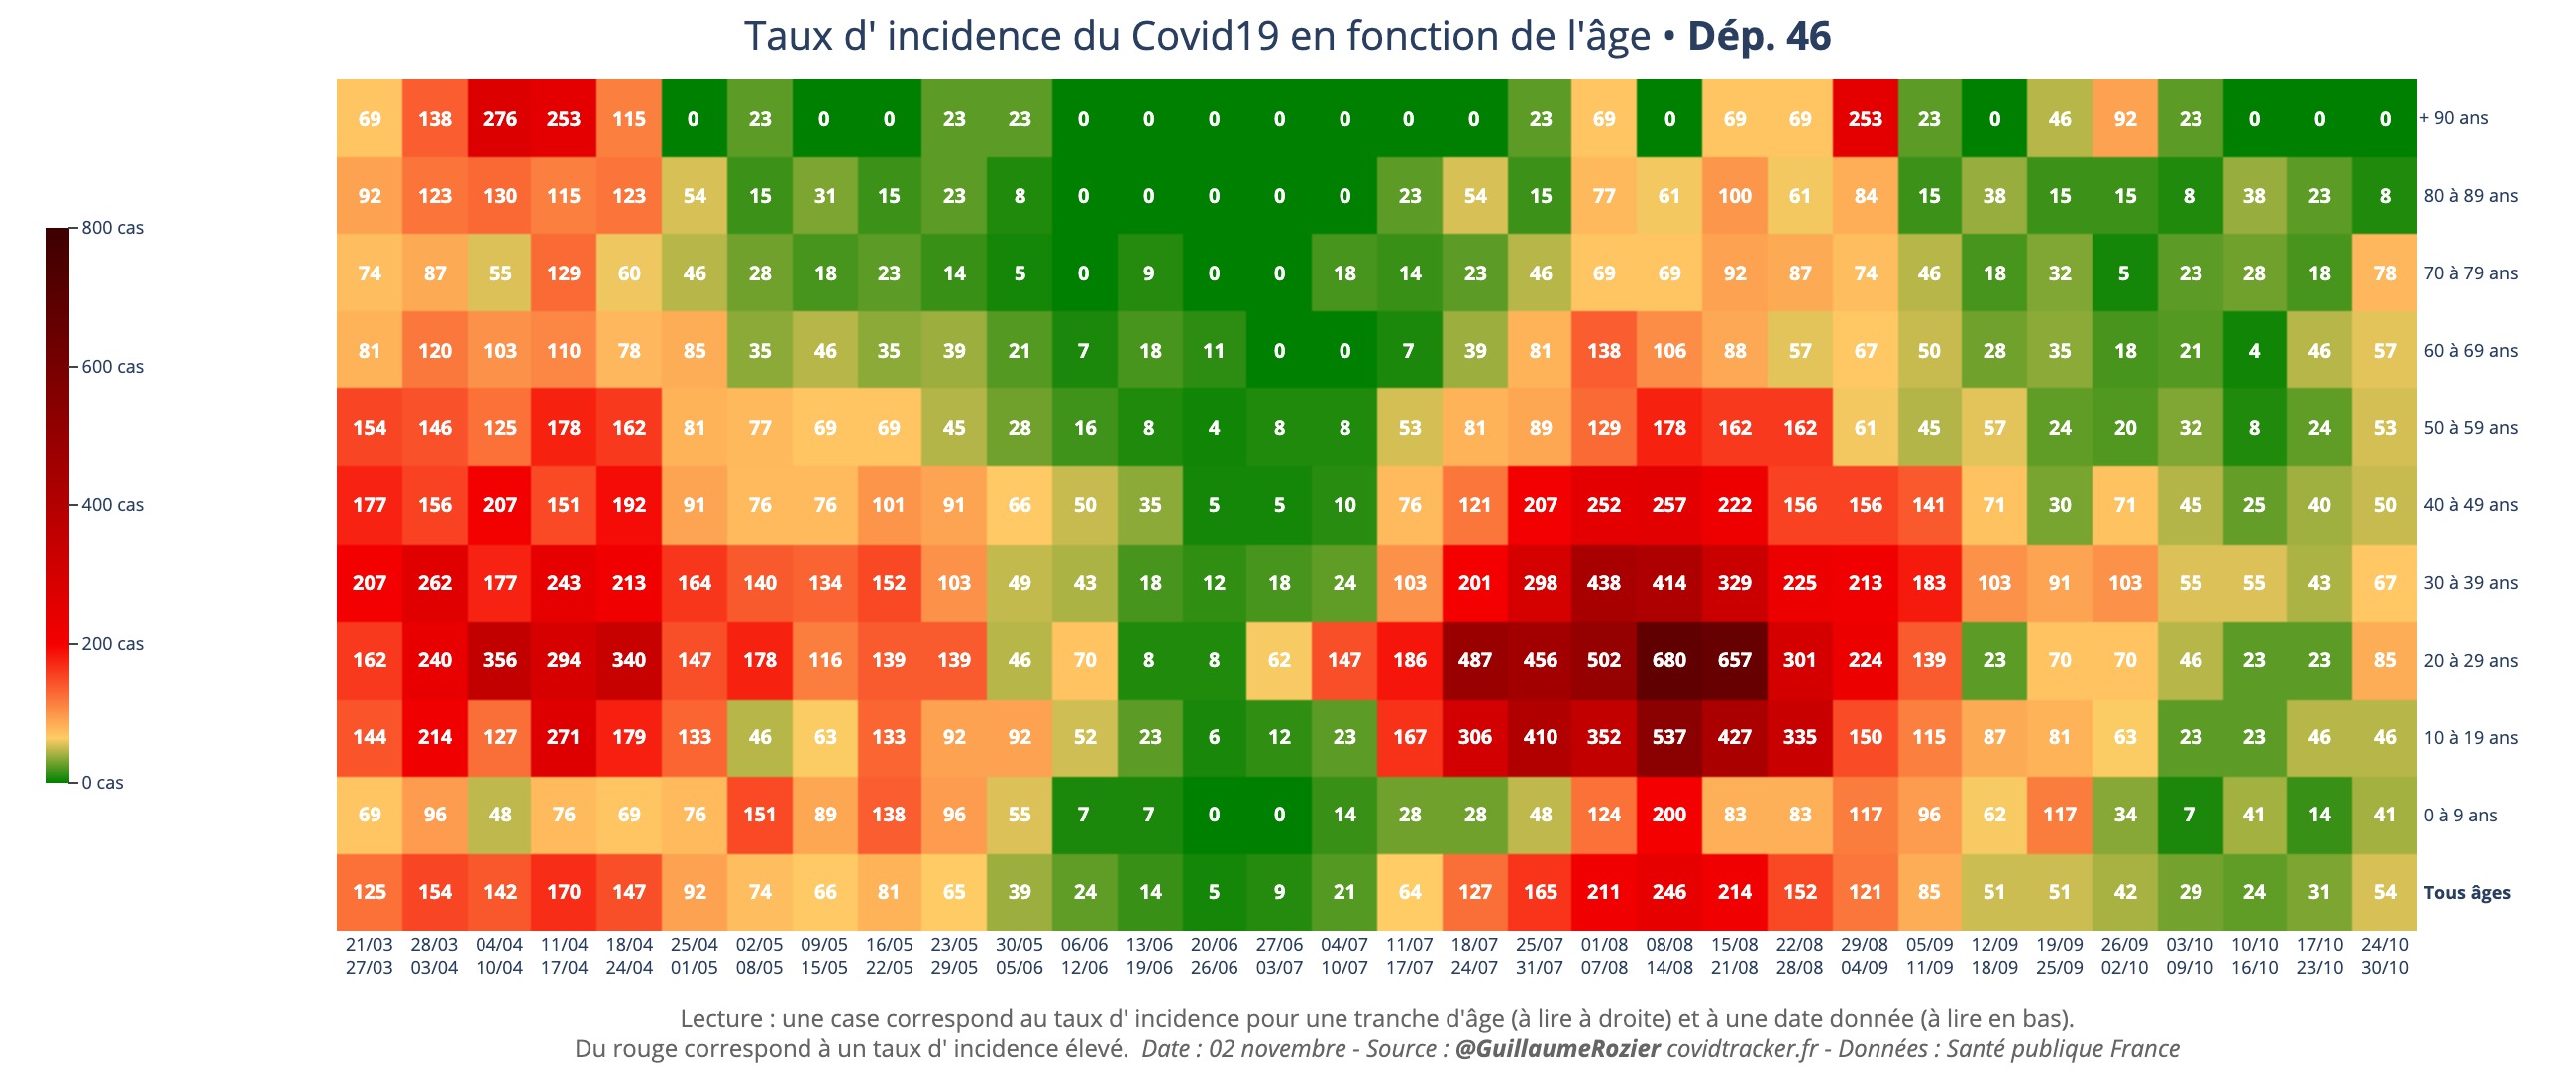 Taux d' incidence du Covid19 en fonction de l'âge • Dép. 46
69 138 276 253 115 0 23 0 0 23 23 0 0 0 0 0 0 0 23 69 0 69 69 253 23 0 46 92 23 0 0 0 + 90 ans
92 123 130 115 123 54 15 31 15 23 8 0 0 0 0 0 23 54 15 77 61 100 61 84 15 38 15 15 8 38 23 8 80 à 89 ans
800 cas
74 87 55 129 60 46 28 18 23 14 5 0 9 0 0 18 14 23 46 69 69 92 87 74 46 18 32 5 23 28 18 78 70 à 79 ans
81 120 103 110 78 85 35 46 35 39 21 7 18 11 0 0 7 39 81 138 106 88 57 67 50 28 35 18 21 4 46 57 60 à 69 ans
600 cas
154 146 125 178 162 81 77 69 69 45 28 16 8 4 8 8 53 81 89 129 178 162 162 61 45 57 24 20 32 8 24 53 50 à 59 ans
400 cas
177 156 207 151 192 91 76 76 101 91 66 50 35 5 5 10 76 121 207 252 257 222 156 156 141 71 30 71 45 25 40 50 40 à 49 ans
207 262 177 243 213 164 140 134 152 103 49 43 18 12 18 24 103 201 298 438 414 329 225 213 183 103 91 103 55 55 43 67 30 à 39 ans
200 cas
162 240 356 294 340 147 178 116 139 139 46 70 8 8 62 147 186 487 456 502 680 657 301 224 139 23 70 70 46 23 23 85 20 à 29 ans
144 214 127 271 179 133 46 63 133 92 92 52 23 6 12 23 167 306 410 352 537 427 335 150 115 87 81 63 23 23 46 46 10 à 19 ans
0 cas
69 96 48 76 69 76 151 89 138 96 55 7 7 0 0 14 28 28 48 124 200 83 83 117 96 62 117 34 7 41 14 41 0 à 9 ans
125 154 142 170 147 92 74 66 81 65 39 24 14 5 9 21 64 127 165 211 246 214 152 121 85 51 51 42 29 24 31 54 Tous âges
21/03 28/03 04/04 11/04 18/04 25/04 02/05 09/05 16/05 23/05 30/05 06/06 13/06 20/06 27/06 04/07 11/07 18/07 25/07 01/08 08/08 15/08 22/08 29/08 05/09 12/09 19/09 26/09 03/10 10/10 17/10 24/10
27/03 03/04 10/04 17/04 24/04 01/05 08/05 15/05 22/05 29/05 05/06 12/06 19/06 26/06 03/07 10/07 17/07 24/07 31/07 07/08 14/08 21/08 28/08 04/09 11/09 18/09 25/09 02/10 09/10 16/10 23/10 30/10
Lecture : une case correspond au taux d' incidence pour une tranche d'âge (à lire à droite) et à une date donnée (à lire en bas).
Du rouge correspond à un taux d' incidence élevé. Date : 02 novembre - Source : @GuillaumeRozier covidtracker.fr - Données : Santé publique France